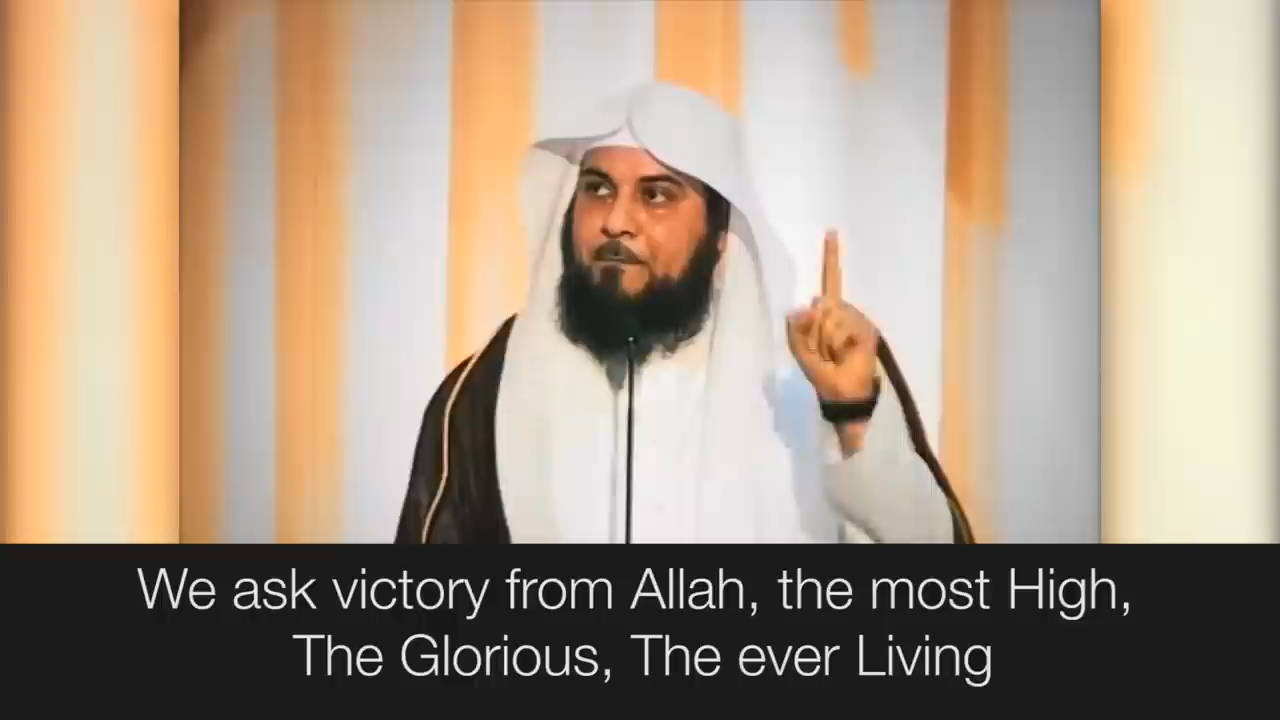 We ask victory from Allah, the most High,
The Glorious, The ever Living